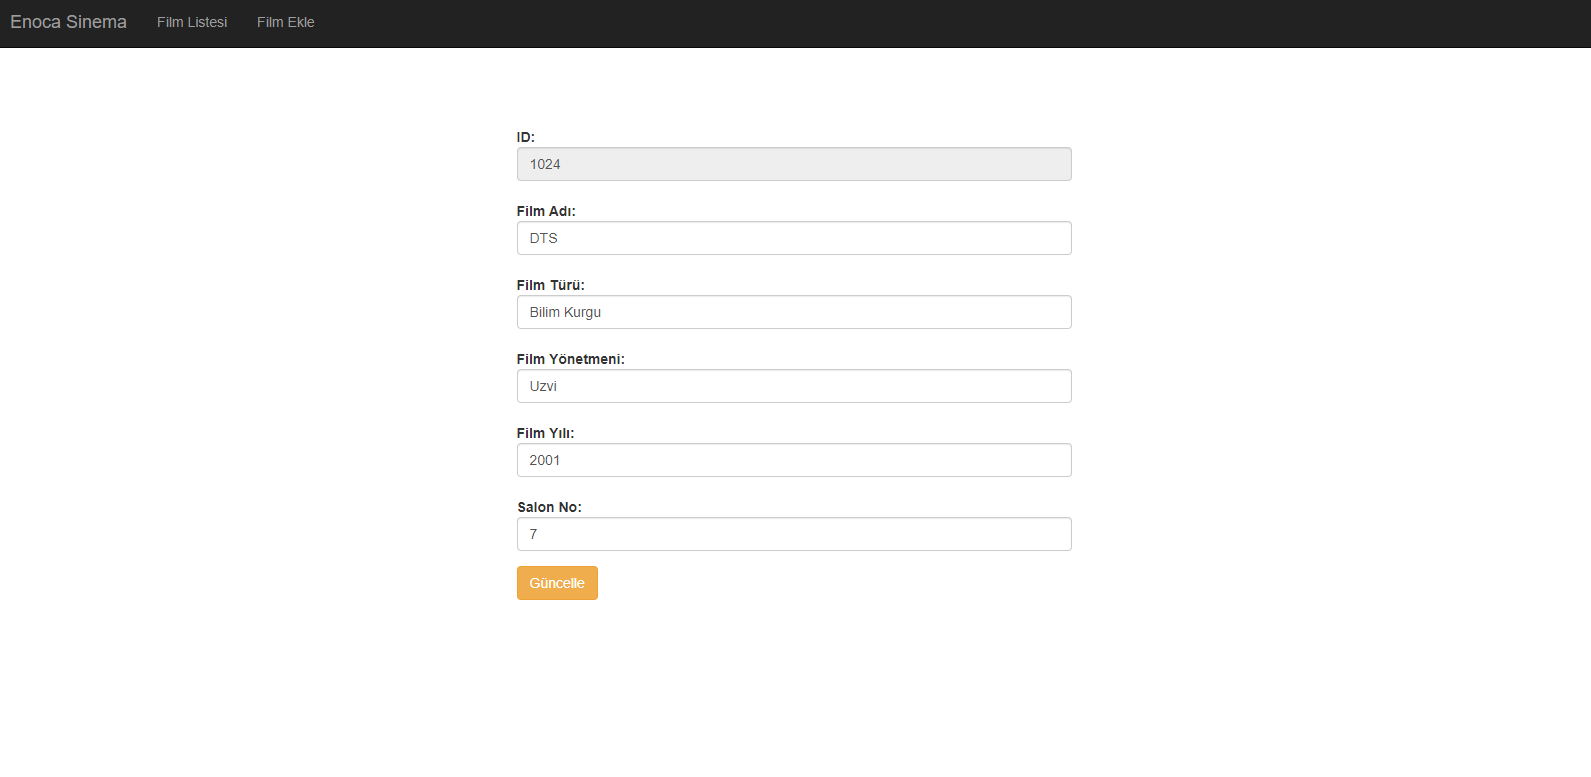 Enoca Sinema Film Listesi Film Ekle
ID:
1024
Film Adı:
DTS
Film Türü:
Bilim Kurgu
Film Yönetmeni:
Uzvi
Film Yılı:
2001
Salon No:
7
Güncelle